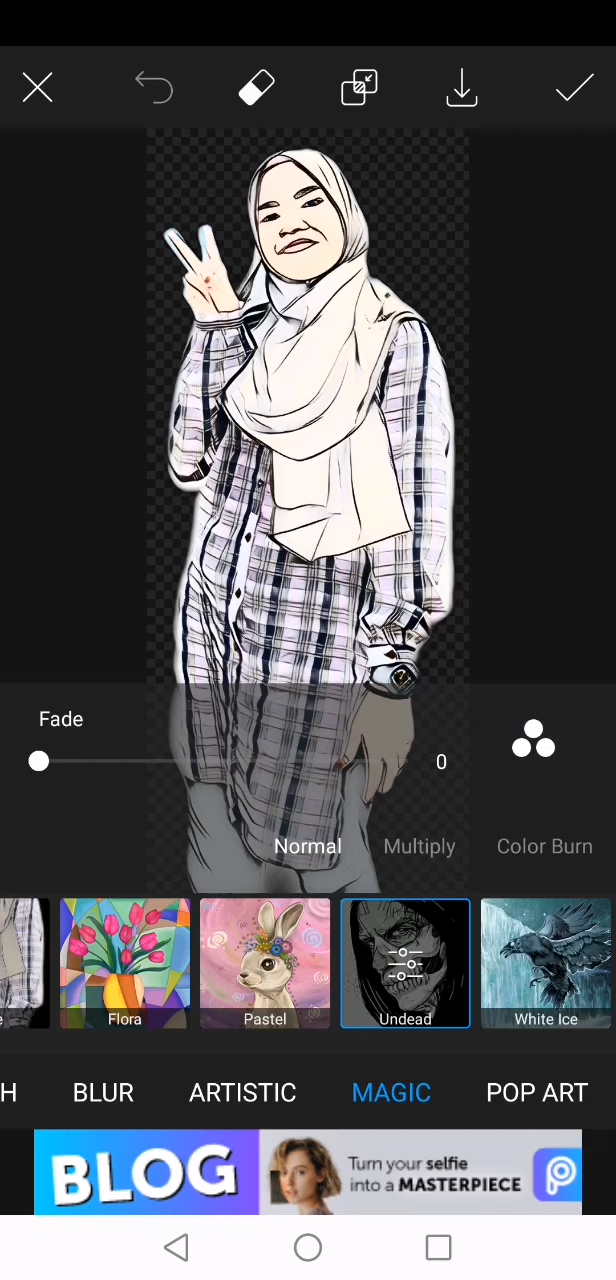 Fade
0
Normal Multiply Color Burn
e Flora Pastel Undead White Ice
H BLUR ARTISTIC MAGIC POP ART
BLOG
Turn your selfie
into a MASTERPIECE